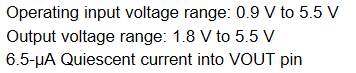 Operating input voltage range: 0.9 V to 5.5 V
Output voltage range: 1.8 V to 5.5 V
6.5-μA Quiescent current into VOUT pin